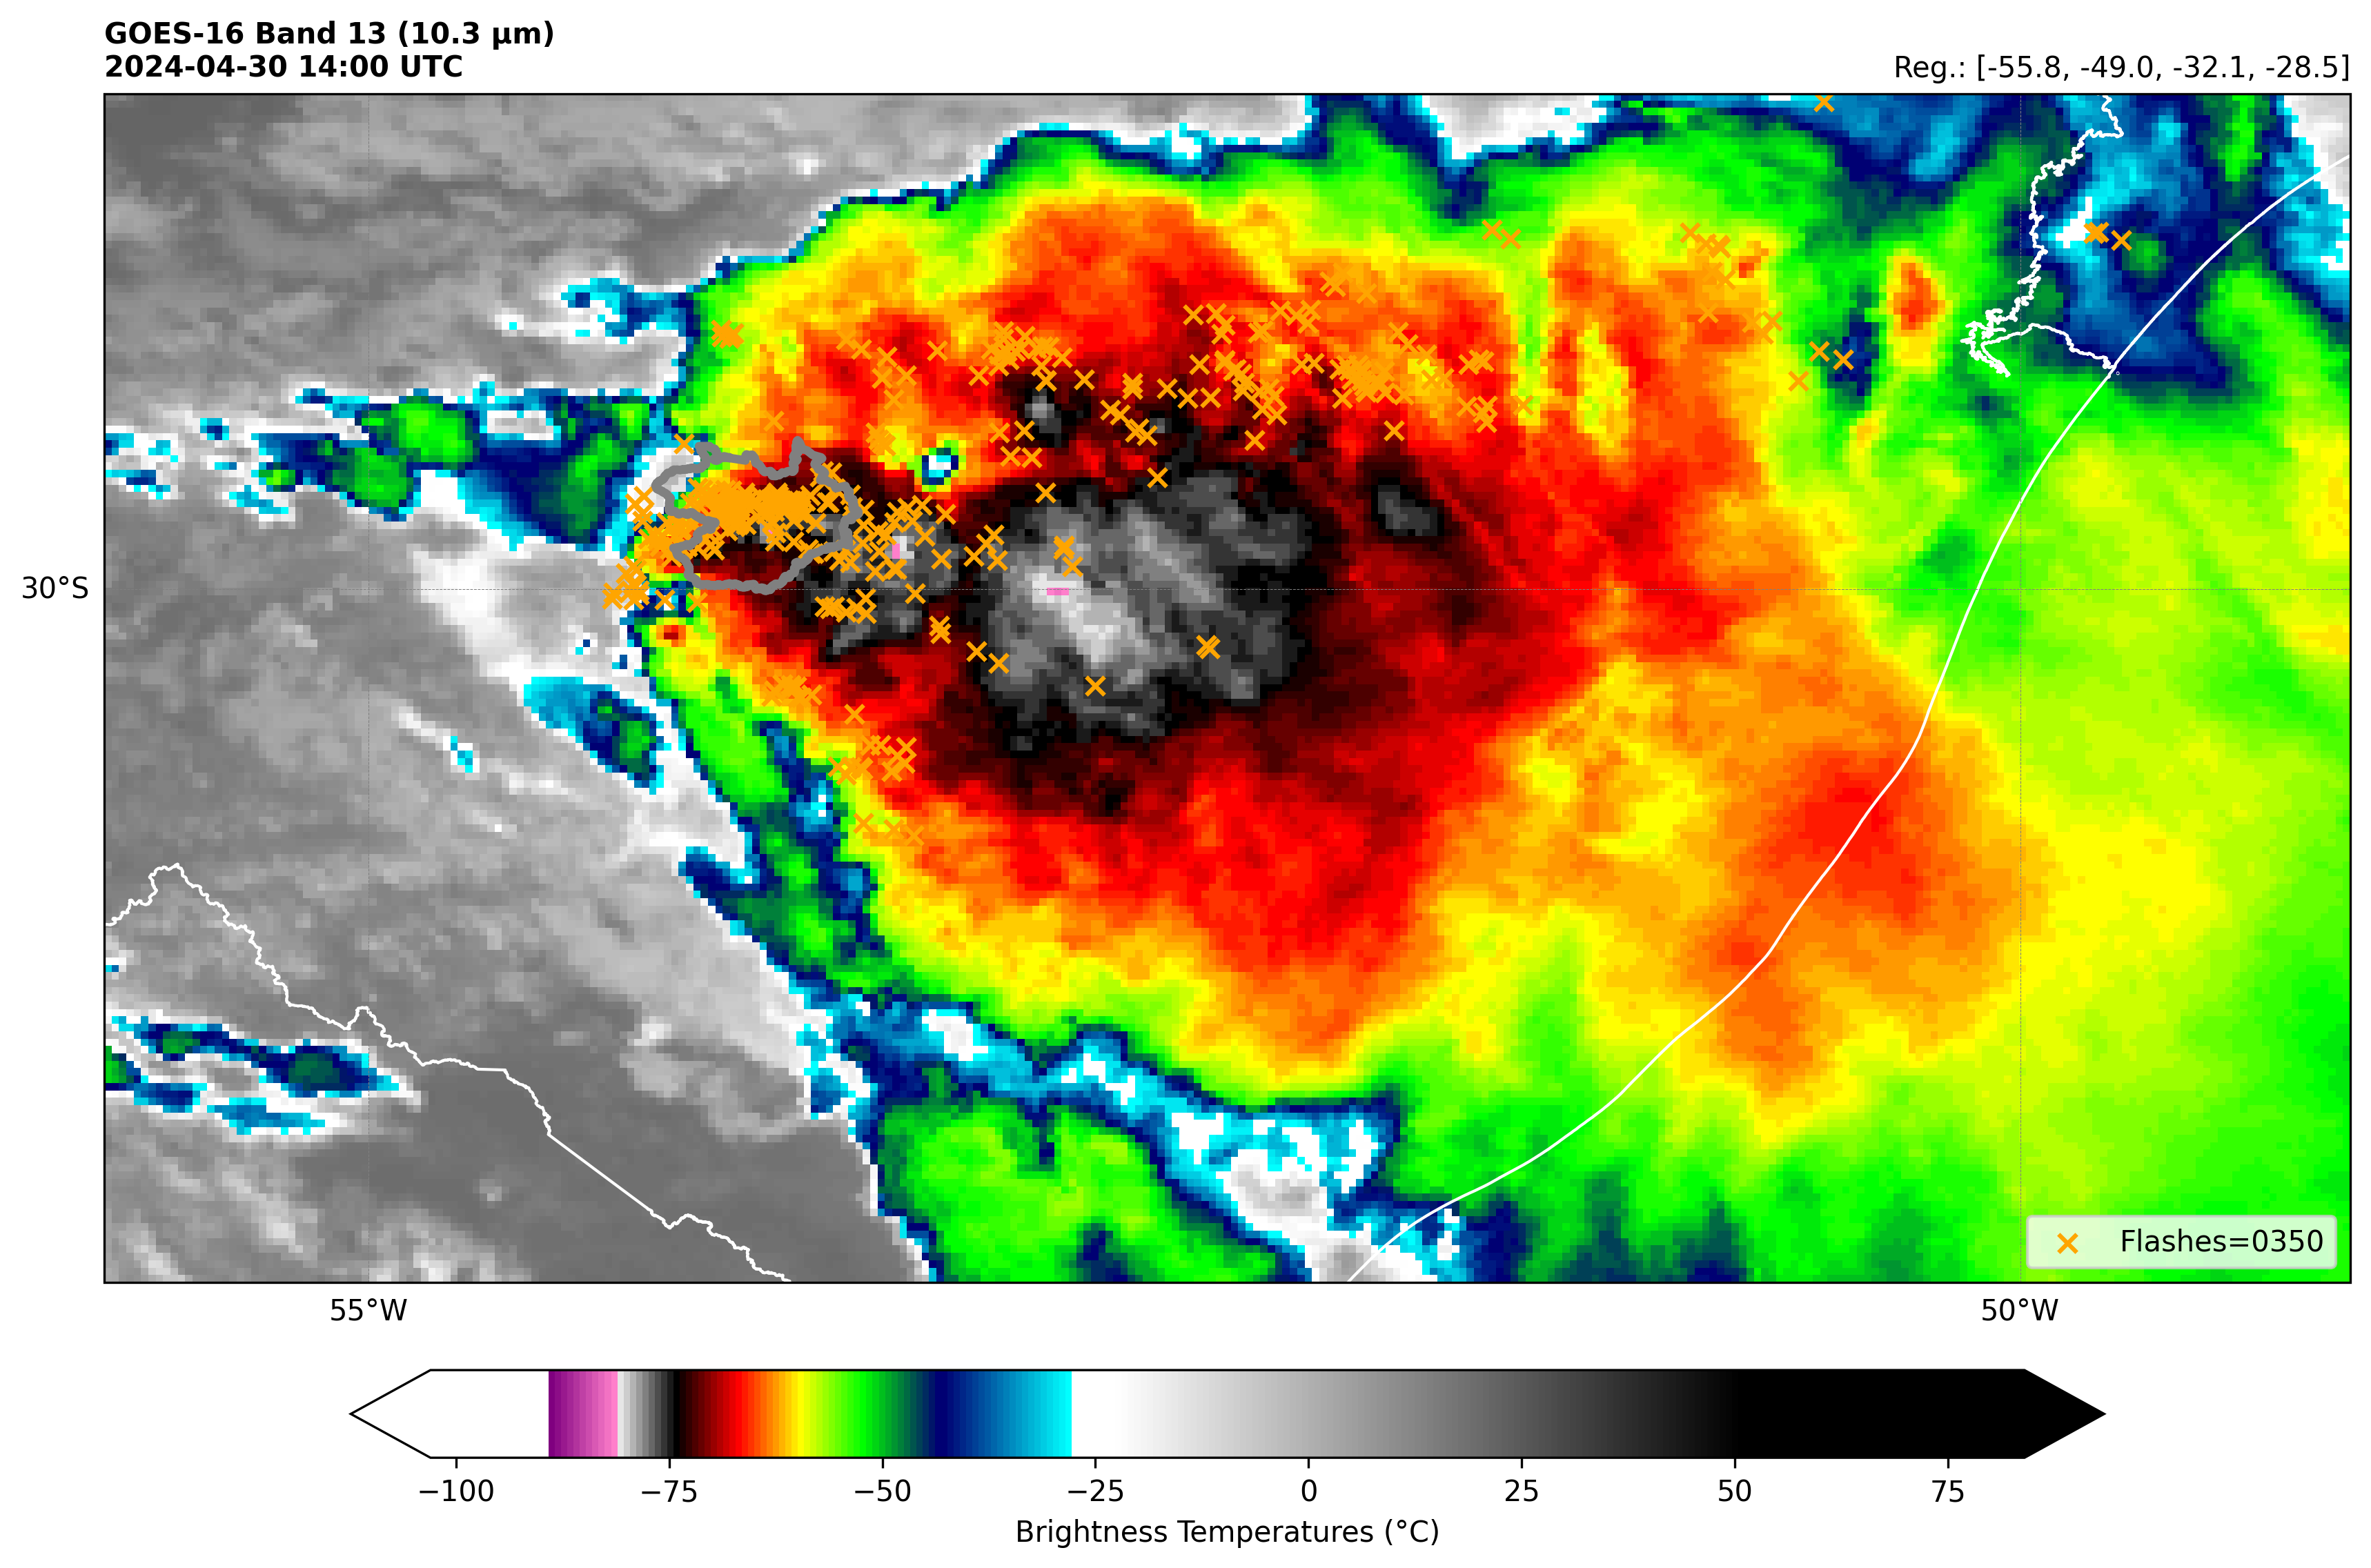 GOES-16 Band 13 (10.3 μm)
2024-04-30 14:00 UTC
Reg.: [-55.8, -49.0, -32.1, -28.5]
30°S
Flashes=0350
55°W
50°W
−100
−75
−50
−25
0
25
50
75
Brightness Temperatures (°C)